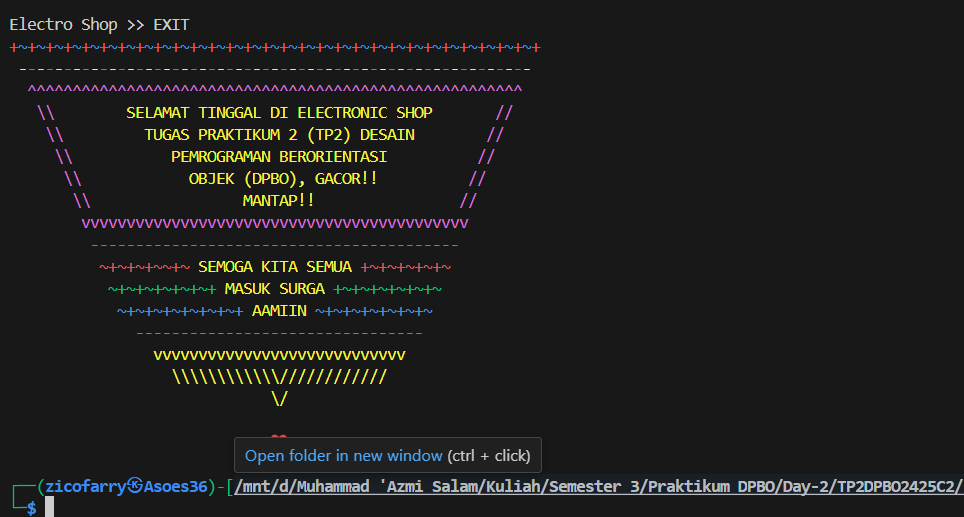 Electro Shop >> EXIT
+~+~+~+~+~+~+~+~+~+~+~+~+~+~+~+~+~+~+~+~+~+~+~+~+~+~+~+~+~+
---------------------------------------------------------
^^^^^^^^^^^^^^^^^^^^^^^^^^^^^^^^^^^^^^^^^^^^^^^^^^^^^^^
\\ SELAMAT TINGGAL DI ELECTRONIC SHOP //
\\ TUGAS PRAKTIKUM 2 (TP2) DESAIN //
\\ PEMROGRAMAN BERORIENTASI //
\\ OBJEK (DPBO), GACOR!! //
\\ MANTAP!! //
vvvvvvvvvvvvvvvvvvvvvvvvvvvvvvvvvvvvvvvvvvv
-----------------------------------------
~+~+~+~~+~ SEMOGA KITA SEMUA +~+~+~+~+~
~+~+~+~+~+~+ MASUK SURGA +~+~+~+~+~+~
~+~+~+~+~+~+~+ AAMIIN ~+~+~+~+~+~+~
--------------------------------
vvvvvvvvvvvvvvvvvvvvvvvvvvvv
\\\\\\\\\\\\////////////
\/
Open folder in new window (ctrl + click)
┌──(zicofarry㉿Asoes36)-[/mnt/d/Muhammad 'Azmi Salam/Kuliah/Semester 3/Praktikum DPBO/Day-2/TP2DPBO2425C2/
└─$